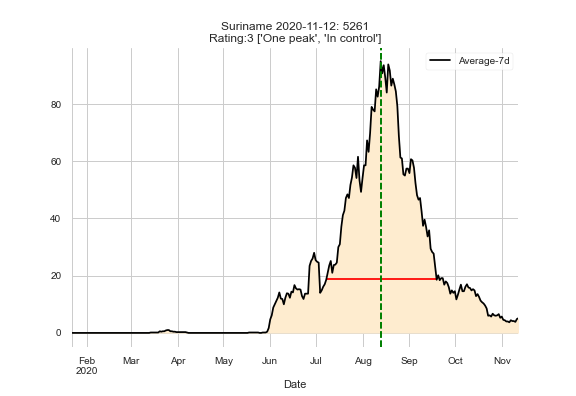 Suriname 2020-11-12: 5261
Rating:3 ['One peak', 'In control']
Average-7d
80
60
40
20
0
Feb Mar Apr May Jun Jul Aug Sep Oct Nov
2020
Date